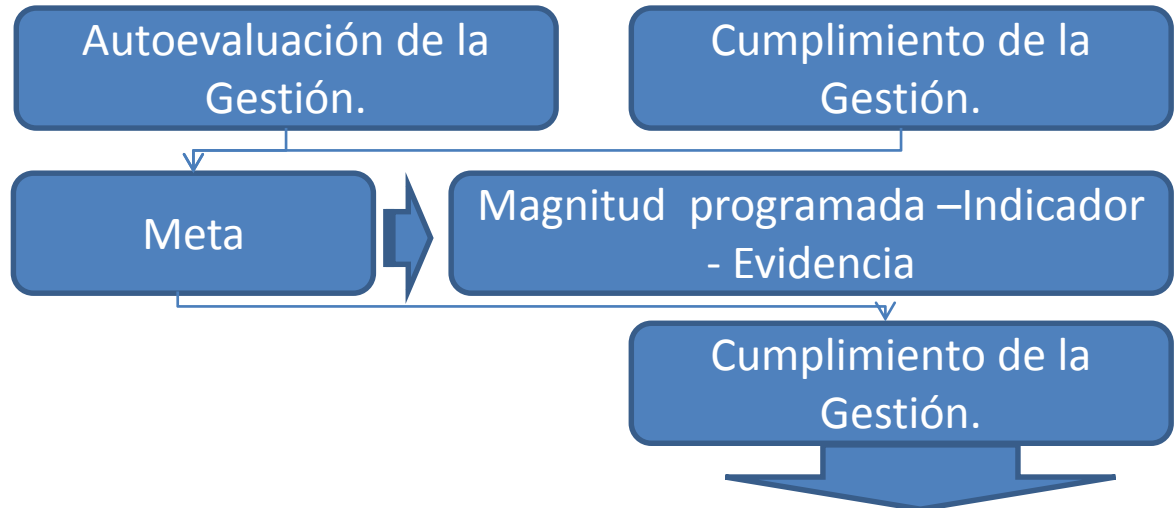 Autoevaluación de la
Gestión.
Cumplimiento de la
Gestión.
Meta
Magnitud programada –Indicador
- Evidencia
Cumplimiento de la
Gestión.